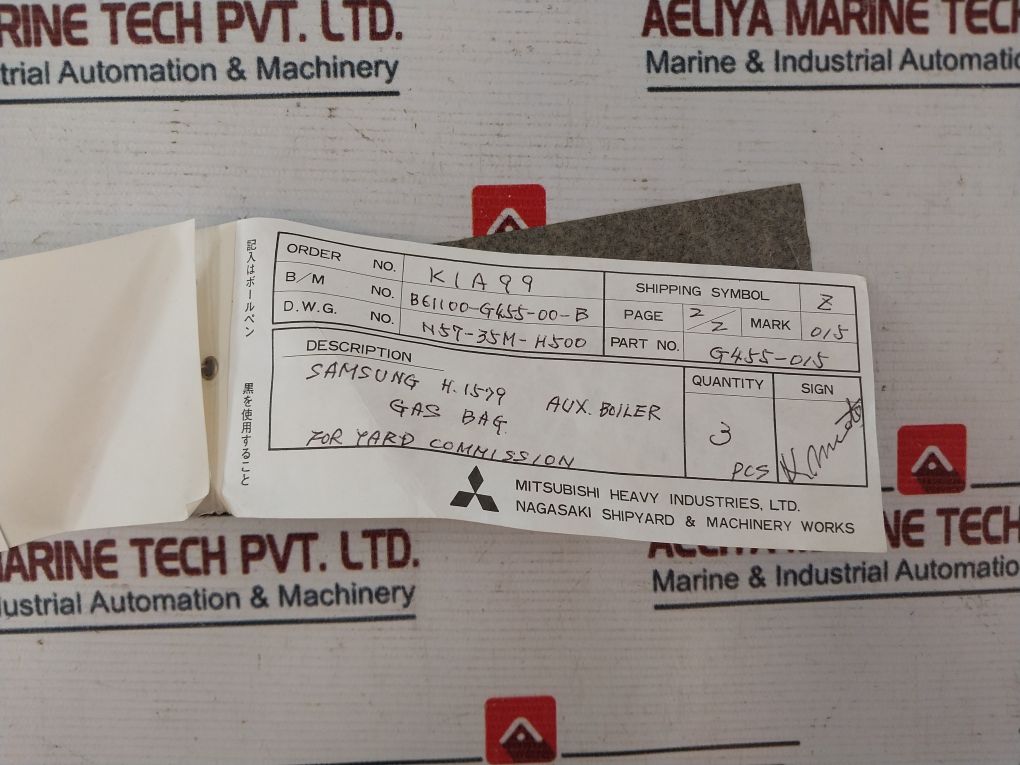 RINE TECH PVT. LTD.
trial Automation & Machinery
AELIYA MARINE TECH
Marine & Industrial Automatio
記入はボールペン 黒を使用すること
ORDER NO. K1A99
B/M NO. BE1100-G455-00-B
D.W.G. NO. N57-35M-H500
SHIPPING SYMBOL Z
PAGE 2/2 MARK 015
PART NO. G455-015
DESCRIPTION
SAMSUNG H.1579 AUX. BOILER
GAS BAG
FOR YARD COMMISSION
QUANTITY
3
PCS
SIGN
MITSUBISHI HEAVY INDUSTRIES, LTD.
NAGASAKI SHIPYARD & MACHINERY WORKS
ARINE TECH PVT. LTD.
dustrial Automation & Machinery
AELIYA MA NE TECH
Marine & Industrial Automatio